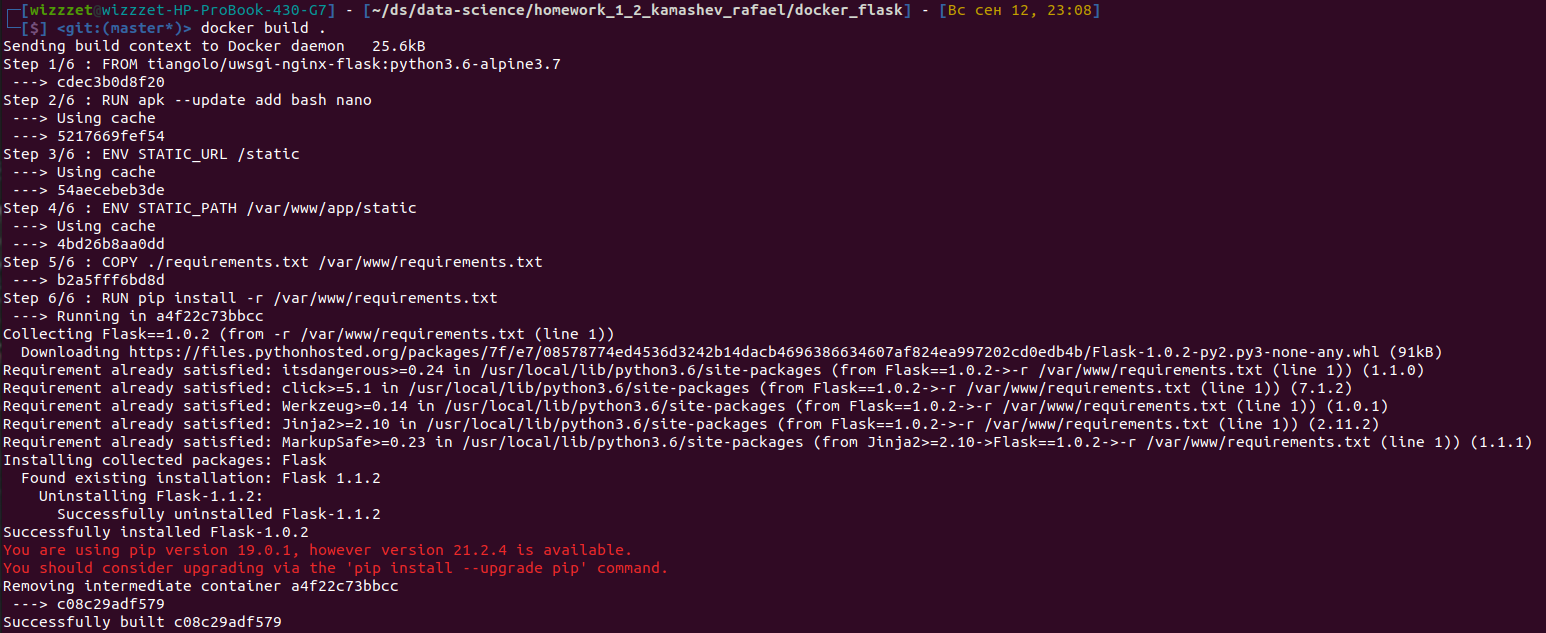 [wizzzet@wizzzet-HP-ProBook-430-G7] - [~/ds/data-science/homework_1_2_kamashev_rafael/docker_flask] - [Вс сен 12, 23:08]
[$] <git:(master*)> docker build .
Sending build context to Docker daemon   25.6kB
Step 1/6 : FROM tiangolo/uwsgi-nginx-flask:python3.6-alpine3.7
 ---> cdec3b0d8f20
Step 2/6 : RUN apk --update add bash nano
 ---> Using cache
 ---> 5217669fef54
Step 3/6 : ENV STATIC_URL /static
 ---> Using cache
 ---> 54aecebeb3de
Step 4/6 : ENV STATIC_PATH /var/www/app/static
 ---> Using cache
 ---> 4bd26b8aa0dd
Step 5/6 : COPY ./requirements.txt /var/www/requirements.txt
 ---> b2a5fff6bd8d
Step 6/6 : RUN pip install -r /var/www/requirements.txt
 ---> Running in a4f22c73bbcc
Collecting Flask==1.0.2 (from -r /var/www/requirements.txt (line 1))
  Downloading https://files.pythonhosted.org/packages/7f/e7/08578774ed4536d3242b14dacb4696386634607af824ea997202cd0edb4b/Flask-1.0.2-py2.py3-none-any.whl (91kB)
Requirement already satisfied: itsdangerous>=0.24 in /usr/local/lib/python3.6/site-packages (from Flask==1.0.2->-r /var/www/requirements.txt (line 1)) (1.1.0)
Requirement already satisfied: click>=5.1 in /usr/local/lib/python3.6/site-packages (from Flask==1.0.2->-r /var/www/requirements.txt (line 1)) (7.1.2)
Requirement already satisfied: Werkzeug>=0.14 in /usr/local/lib/python3.6/site-packages (from Flask==1.0.2->-r /var/www/requirements.txt (line 1)) (1.0.1)
Requirement already satisfied: Jinja2>=2.10 in /usr/local/lib/python3.6/site-packages (from Flask==1.0.2->-r /var/www/requirements.txt (line 1)) (2.11.2)
Requirement already satisfied: MarkupSafe>=0.23 in /usr/local/lib/python3.6/site-packages (from Jinja2>=2.10->Flask==1.0.2->-r /var/www/requirements.txt (line 1)) (1.1.1)
Installing collected packages: Flask
  Found existing installation: Flask 1.1.2
    Uninstalling Flask-1.1.2:
      Successfully uninstalled Flask-1.1.2
Successfully installed Flask-1.0.2
You are using pip version 19.0.1, however version 21.2.4 is available.
You should consider upgrading via the 'pip install --upgrade pip' command.
Removing intermediate container a4f22c73bbcc
 ---> c08c29adf579
Successfully built c08c29adf579